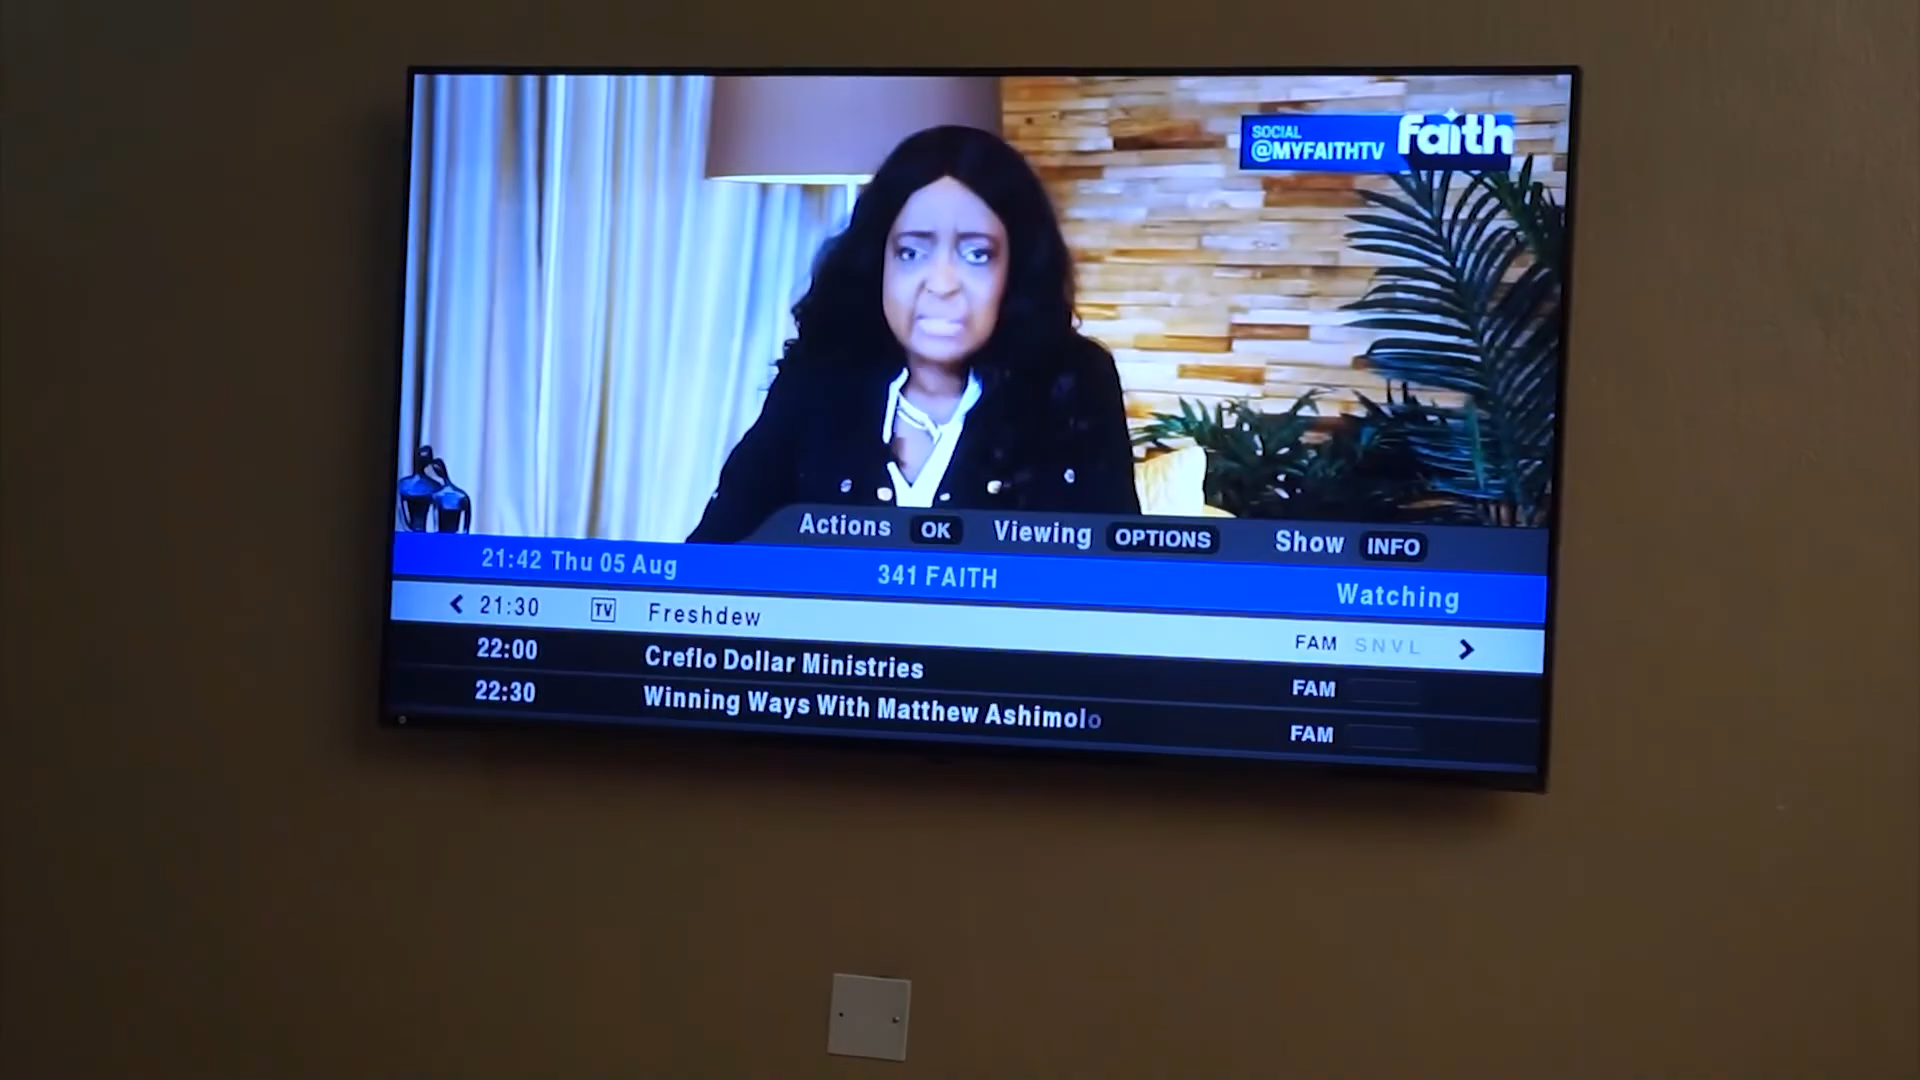 SOCIAL
@MYFAITHTV
faith
Actions OK Viewing OPTIONS Show INFO
21:42 Thu 05 Aug 341 FAITH Watching
21:30 TV Freshdew FAM SNVL
22:00 Creflo Dollar Ministries FAM
22:30 Winning Ways With Matthew Ashimolo FAM